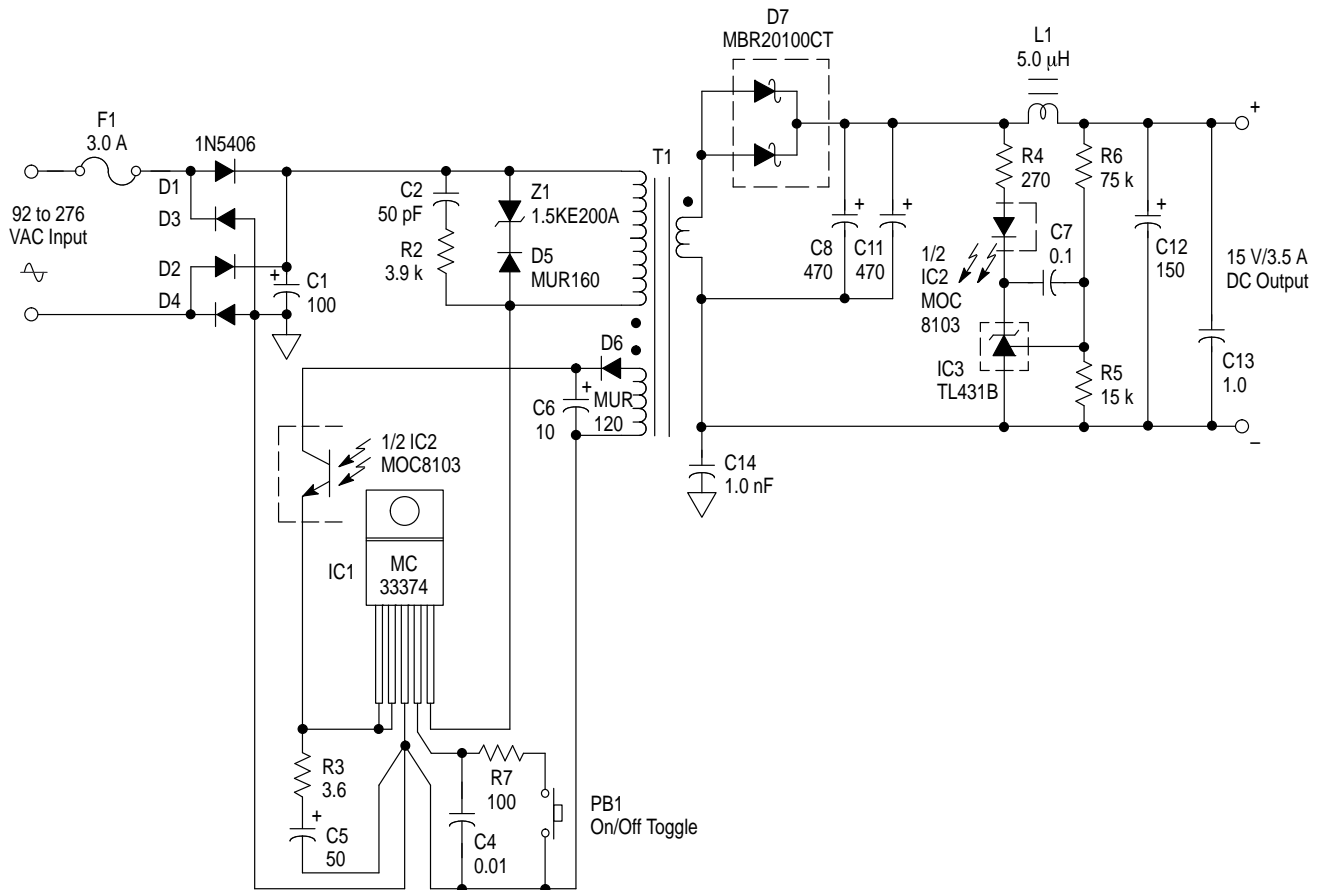 D7
MBR20100CT
L1
5.0 μH
F1
3.0 A
1N5406
D1
D3
D2
D4
92 to 276
VAC Input
+
C1
100
C2
50 pF
R2
3.9 k
Z1
1.5KE200A
D5
MUR160
T1
+
C8
470
+
C11
470
R4
270
R6
75 k
1/2
IC2
MOC
8103
C7
0.1
IC3
TL431B
R5
15 k
+
C12
150
+
15 V/3.5 A
DC Output
C13
1.0
–
D6
MUR
120
+
C6
10
C14
1.0 nF
1/2 IC2
MOC8103
IC1
MC
33374
R3
3.6
+
C5
50
R7
100
C4
0.01
PB1
On/Off Toggle